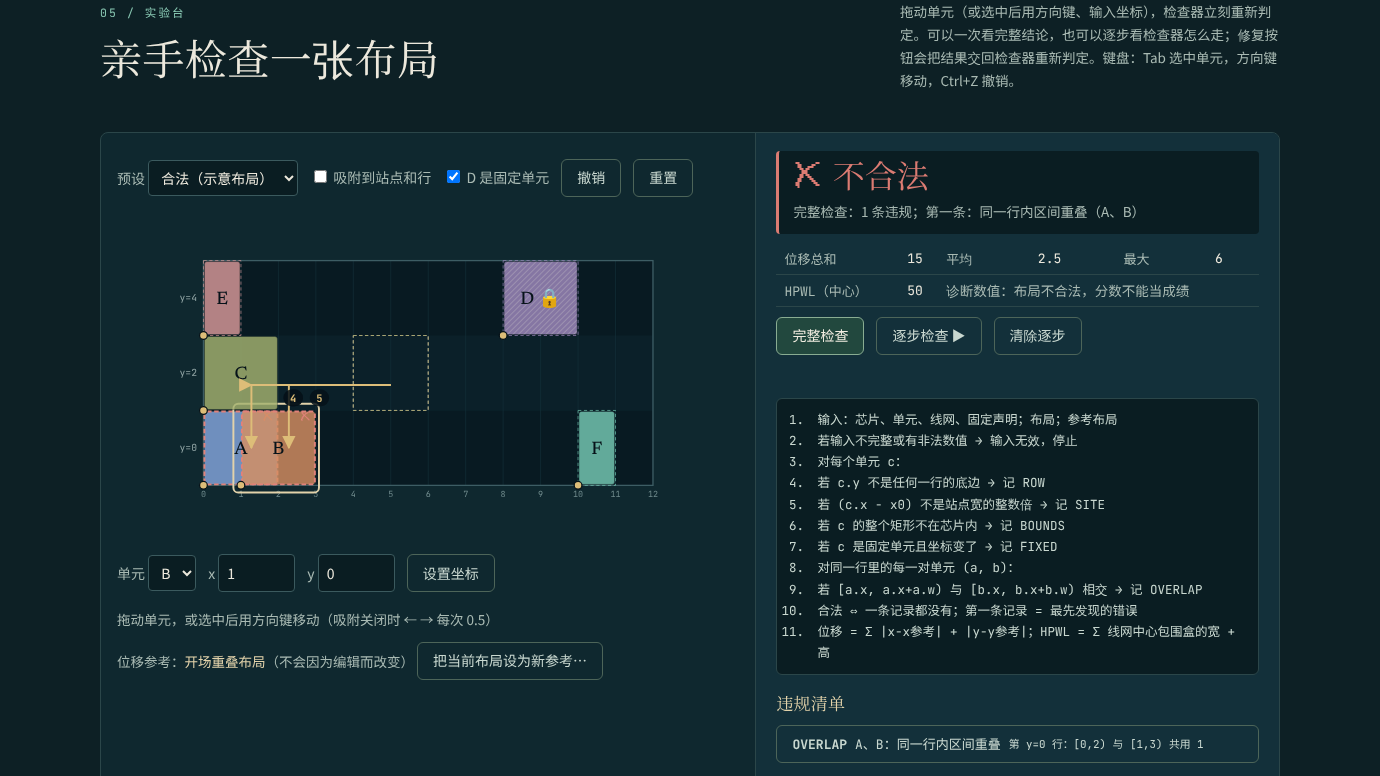 05 / 实验台
亲手检查一张布局
拖动单元（或选中后用方向键、输入坐标），检查器立刻重新判
定。可以一次看完整结论，也可以逐步看检查器怎么走；修复按
钮会把结果交回检查器重新判定。键盘：Tab 选中单元，方向键
移动，Ctrl+Z 撤销。
预设 合法（示意布局） 吸附到站点和行 D 是固定单元 撤销 重置
E D 🔒
y=4
C
y=2
4 5
A B F
y=0
0 1 2 3 4 5 6 7 8 9 10 11 12
单元 B x 1 y 0 设置坐标
拖动单元，或选中后用方向键移动（吸附关闭时 ← → 每次 0.5）
位移参考：开场重叠布局（不会因为编辑而改变） 把当前布局设为新参考…
✗ 不合法
完整检查：1 条违规；第一条：同一行内区间重叠（A、B）
位移总和 15 平均 2.5 最大 6
HPWL（中心） 50 诊断数值：布局不合法，分数不能当成绩
完整检查 逐步检查 ▶ 清除逐步
1. 输入：芯片、单元、线网、固定声明；布局；参考布局
2. 若输入不完整或有非法数值 → 输入无效，停止
3. 对每个单元 c：
4. 若 c.y 不是任何一行的底边 → 记 ROW
5. 若 (c.x - x0) 不是站点宽的整数倍 → 记 SITE
6. 若 c 的整个矩形不在芯片内 → 记 BOUNDS
7. 若 c 是固定单元且坐标变了 → 记 FIXED
8. 对同一行里的每一对单元 (a, b)：
9. 若 [a.x, a.x+a.w) 与 [b.x, b.x+b.w) 相交 → 记 OVERLAP
10. 合法 ⇔ 一条记录都没有；第一条记录 = 最先发现的错误
11. 位移 = Σ |x-x参考| + |y-y参考|；HPWL = Σ 线网中心包围盒的宽 +
高
违规清单
OVERLAP A、B：同一行内区间重叠 第 y=0 行：[0,2) 与 [1,3) 共用 1